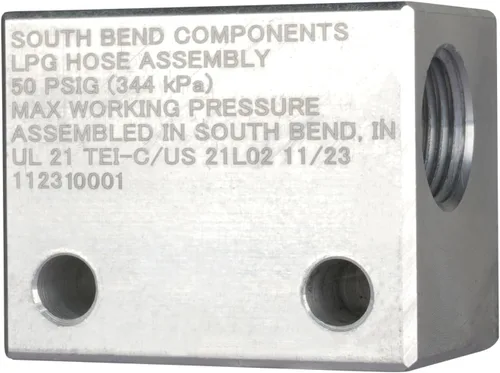 SOUTH BEND COMPONENTS
LPG HOSE ASSEMBLY
50 PSIG (344 kPa)
MAX WORKING PRESSURE
ASSEMBLED IN SOUTH BEND, IN
UL 21 TEI-C/US 21L02 11/23
112310001